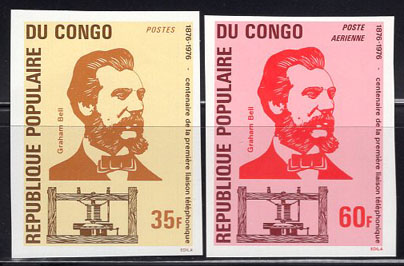 REPUBLIQUE POPULAIRE
DU CONGO
POSTES
1876-1976 - centenaire de la première liaison téléphonique
Graham Bell
35F
EDILA
REPUBLIQUE POPULAIRE
DU CONGO
POSTE
AERIENNE
1876-1976 - centenaire de la première liaison téléphonique
Graham Bell
60F
EDILA